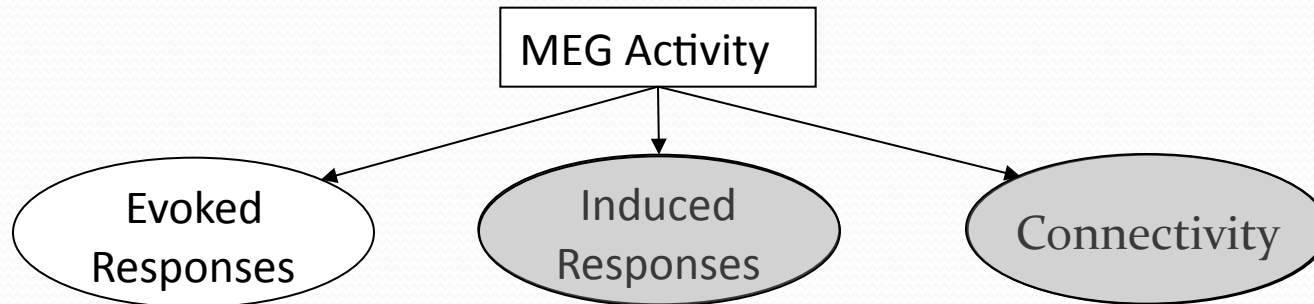 MEG Activity
Evoked
Responses
Induced
Responses
Connectivity